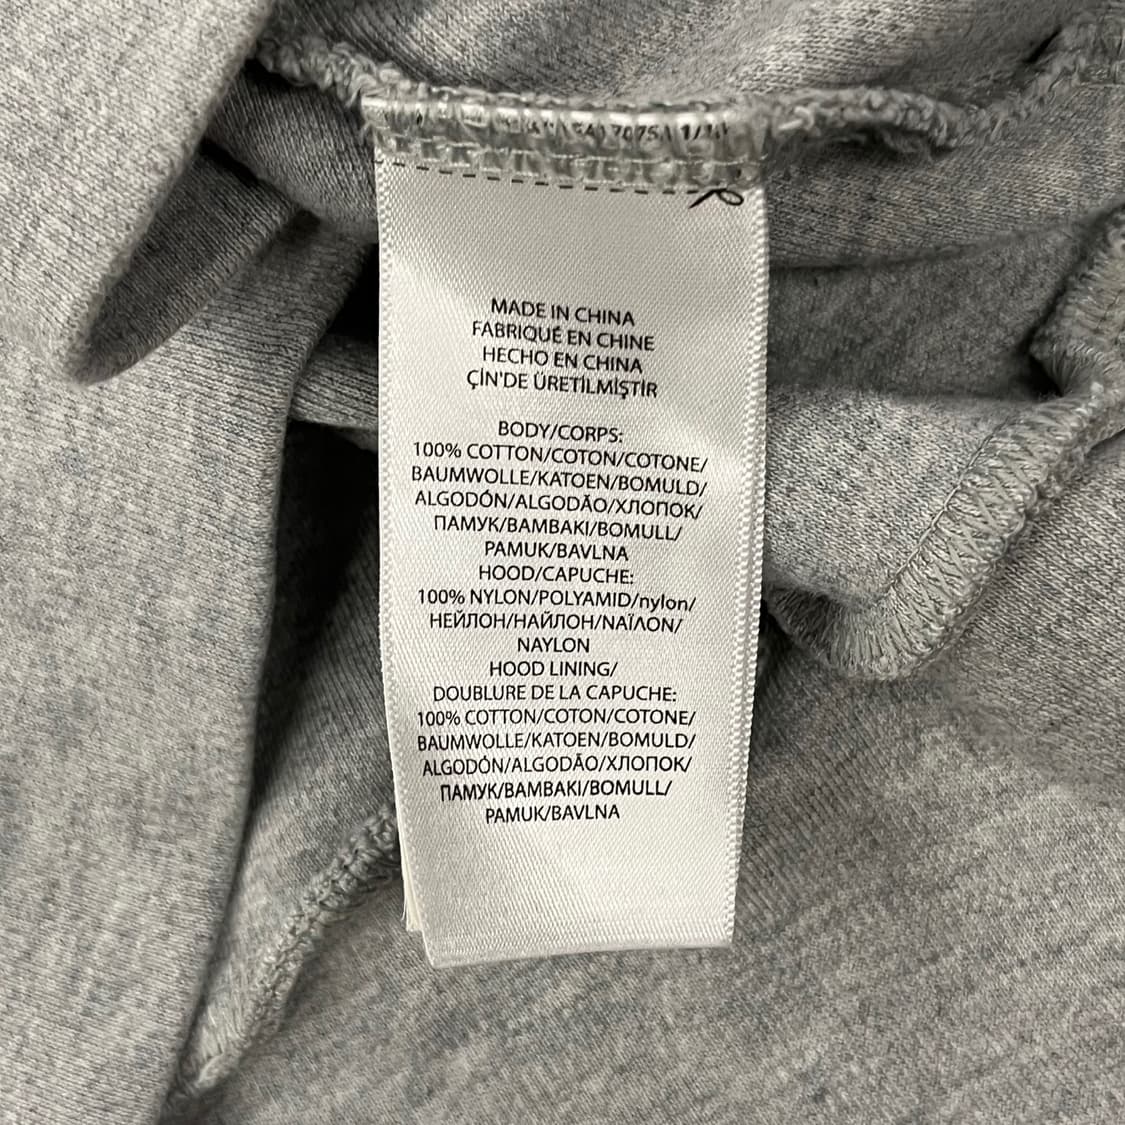 MADE IN CHINA
FABRIQUÉ EN CHINE
HECHO EN CHINA
ÇİN'DE ÜRETİLMİŞTİR
BODY/CORPS:
100% COTTON/COTON/COTONE/
BAUMWOLLE/KATOEN/BOMULD/
ALGODÓN/ALGODÃO/ХЛОПОК/
ПАМУК/BAMBAKI/BOMULL/
PAMUK/BAVLNA
HOOD/CAPUCHE:
100% NYLON/POLYAMID/nylon/
НЕЙЛОН/НАЙЛОН/ΝΑΪΛΟΝ/
NAYLON
HOOD LINING/
DOUBLURE DE LA CAPUCHE:
100% COTTON/COTON/COTONE/
BAUMWOLLE/KATOEN/BOMULD/
ALGODÓN/ALGODÃO/ХЛОПОК/
ПАМУК/BAMBAKI/BOMULL/
PAMUK/BAVLNA